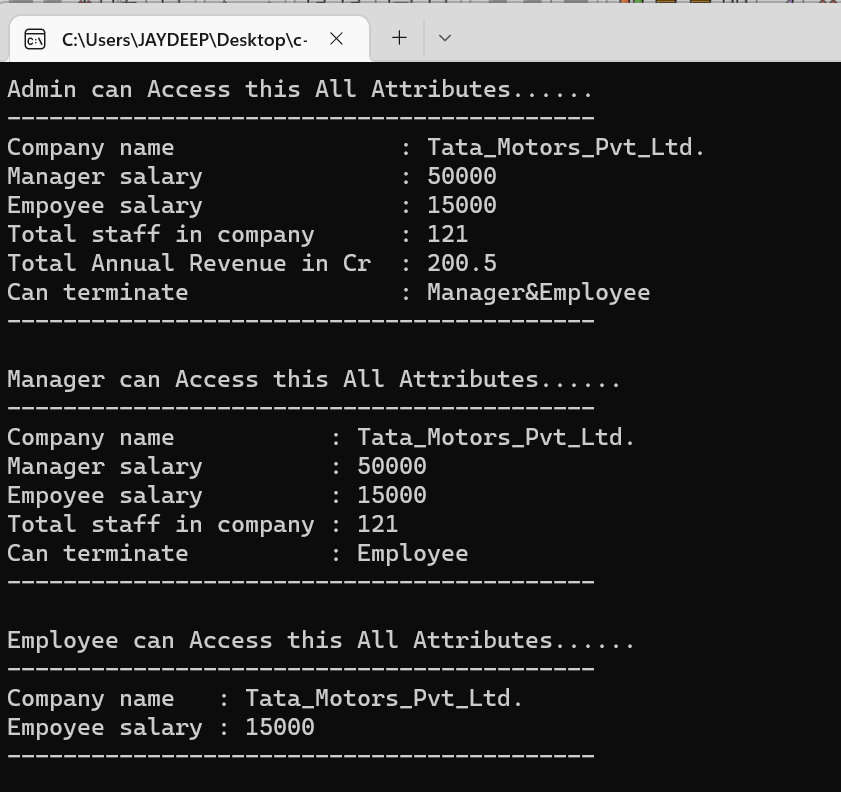 C:\Users\JAYDEEP\Desktop\c-
Admin can Access this All Attributes......
------------------------------------------
Company name                : Tata_Motors_Pvt_Ltd.
Manager salary              : 50000
Empoyee salary              : 15000
Total staff in company      : 121
Total Annual Revenue in Cr  : 200.5
Can terminate               : Manager&Employee
------------------------------------------
Manager can Access this All Attributes......
------------------------------------------
Company name           : Tata_Motors_Pvt_Ltd.
Manager salary         : 50000
Empoyee salary         : 15000
Total staff in company : 121
Can terminate          : Employee
------------------------------------------
Employee can Access this All Attributes......
------------------------------------------
Company name   : Tata_Motors_Pvt_Ltd.
Empoyee salary : 15000
------------------------------------------